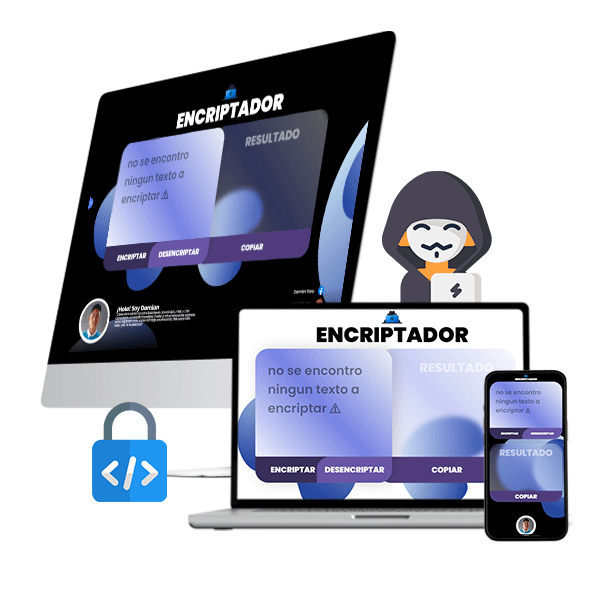 ENCRIPTADOR
no se encontro
ningun texto a
encriptar ⚠
RESULTADO
ENCRIPTAR
DESENCRIPTAR
COPIAR
¡Hola! Soy Damian
ENCRIPTADOR
no se encontro
ningun texto a
encriptar ⚠
RESULTADO
ENCRIPTAR
DESENCRIPTAR
COPIAR
ENCRIPTADOR
no se encontro
ningun texto a
encriptar ⚠
ENCRIPTAR
DESENCRIPTAR
RESULTADO
COPIAR